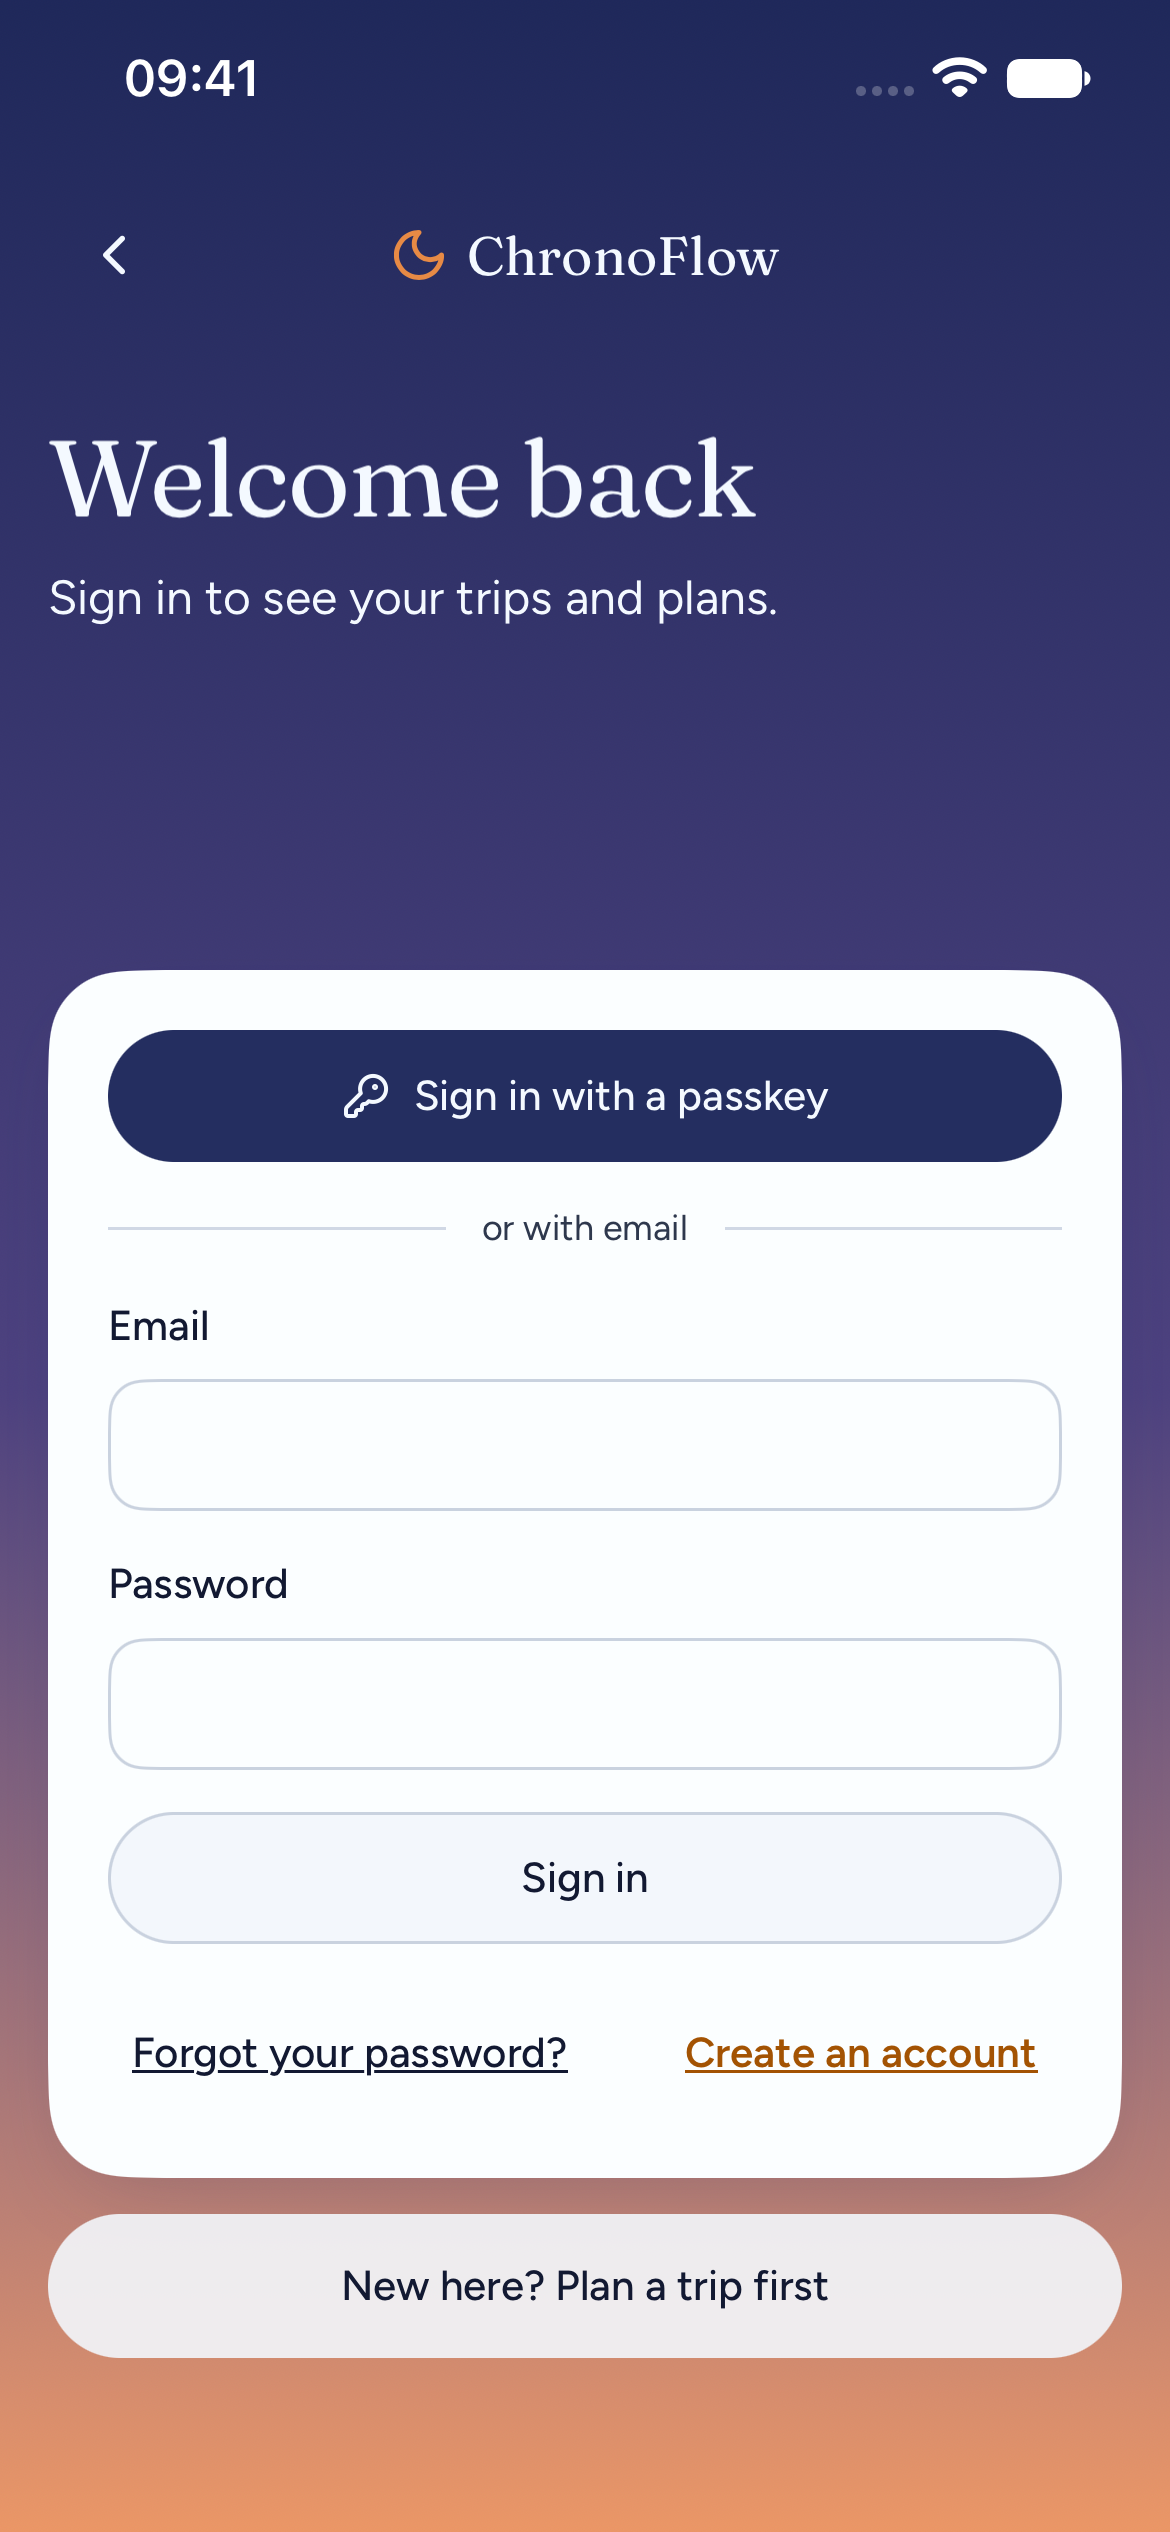 09:41
ChronoFlow
Welcome back
Sign in to see your trips and plans.
Sign in with a passkey
or with email
Email
Password
Sign in
Forgot your password? Create an account
New here? Plan a trip first